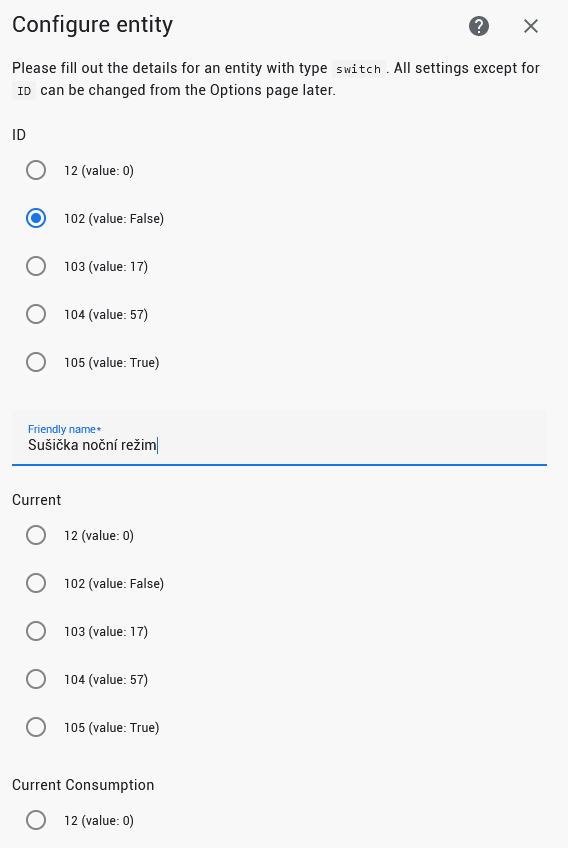 Configure entity
Please fill out the details for an entity with type switch . All settings except for
ID can be changed from the Options page later.
ID
12 (value: 0)
102 (value: False)
103 (value: 17)
104 (value: 57)
105 (value: True)
Friendly name*
Sušička noční režim
Current
12 (value: 0)
102 (value: False)
103 (value: 17)
104 (value: 57)
105 (value: True)
Current Consumption
12 (value: 0)